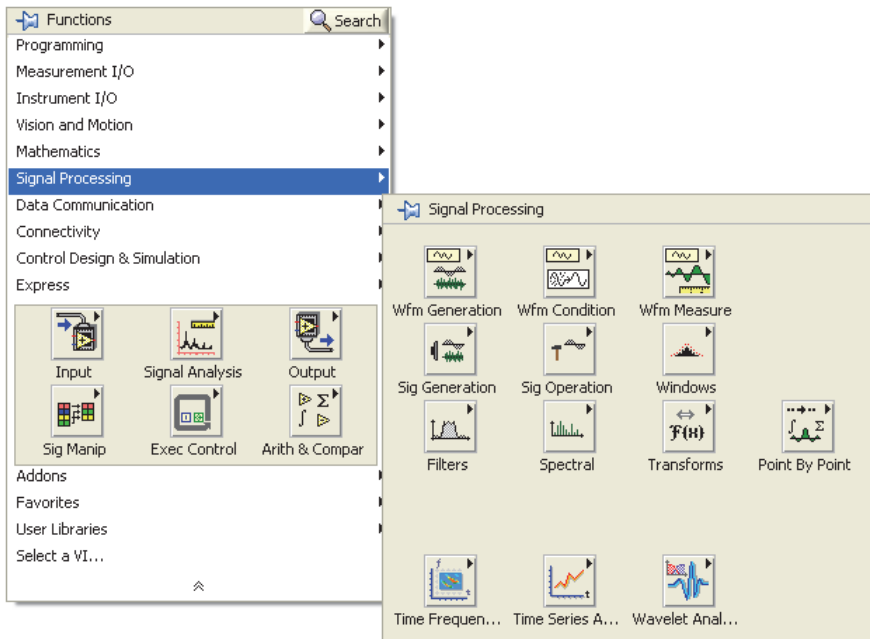 Functions Search
Programming
Measurement I/O
Instrument I/O
Vision and Motion
Mathematics
Signal Processing
Data Communication
Connectivity
Control Design & Simulation
Express
Input Signal Analysis Output
Sig Manip Exec Control Arith & Compar
Addons
Favorites
User Libraries
Select a VI...
Signal Processing
Wfm Generation Wfm Condition Wfm Measure
Sig Generation Sig Operation Windows
F(x)
Filters Spectral Transforms Point By Point
f
t t
Time Frequen... Time Series A... Wavelet Anal...